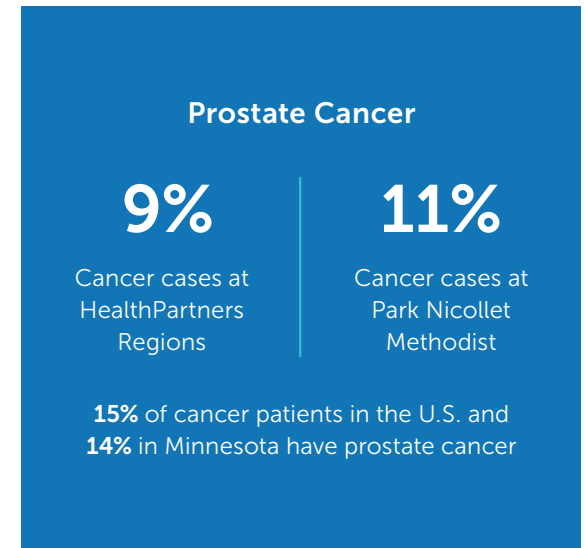 Prostate Cancer
9%
Cancer cases at
HealthPartners
Regions
11%
Cancer cases at
Park Nicollet
Methodist
15% of cancer patients in the U.S. and
14% in Minnesota have prostate cancer